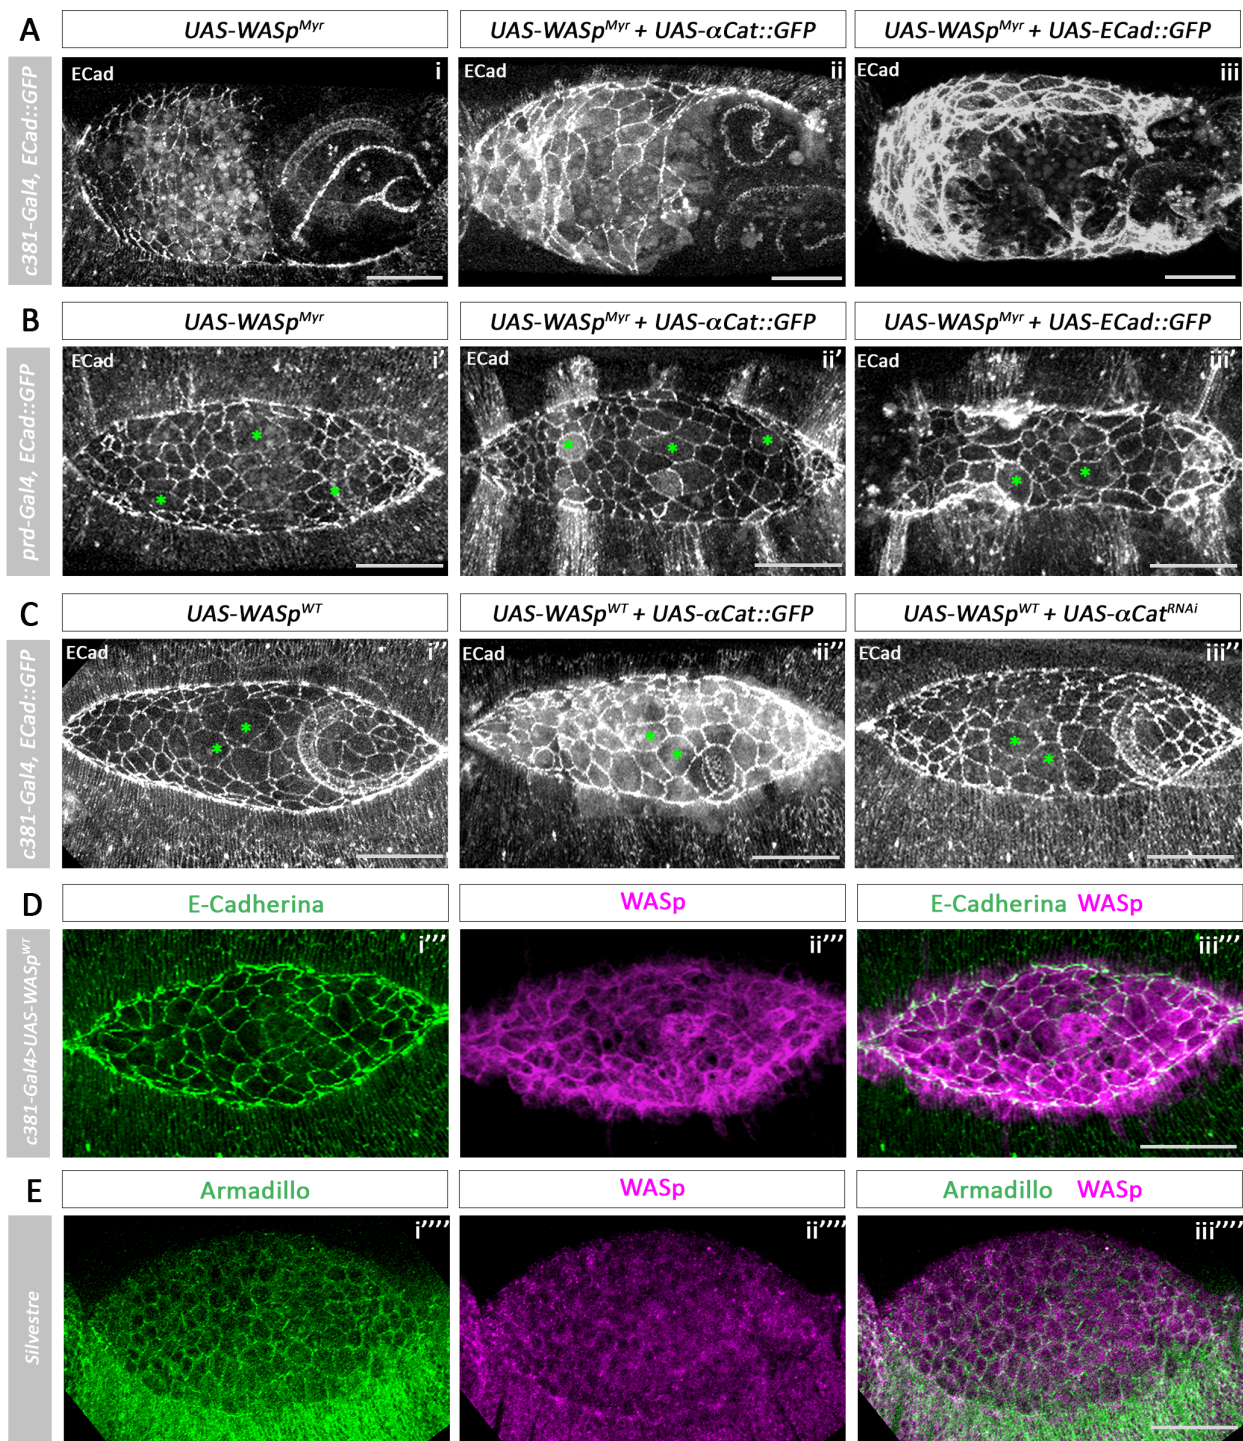 A
UAS-WASpᴹʸʳ
UAS-WASpᴹʸʳ + UAS-αCat::GFP
UAS-WASpᴹʸʳ + UAS-ECad::GFP
c381-Gal4, ECad::GFP
ECad i
ECad ii
ECad iii
B
UAS-WASpᴹʸʳ
UAS-WASpᴹʸʳ + UAS-αCat::GFP
UAS-WASpᴹʸʳ + UAS-ECad::GFP
prd-Gal4, ECad::GFP
ECad i'
ECad ii'
ECad iii'
* * *
* * *
* *
C
UAS-WASpᵂᵀ
UAS-WASpᵂᵀ + UAS-αCat::GFP
UAS-WASpᵂᵀ + UAS-αCatᴿᴺᴬⁱ
c381-Gal4, ECad::GFP
ECad i''
ECad ii''
ECad iii''
* *
* *
* *
D
E-Cadherina
WASp
E-Cadherina WASp
c381-Gal4>UAS-WASpᵂᵀ
i'''
ii'''
iii'''
E
Armadillo
WASp
Armadillo WASp
Silvestre
i''''
ii''''
iii''''